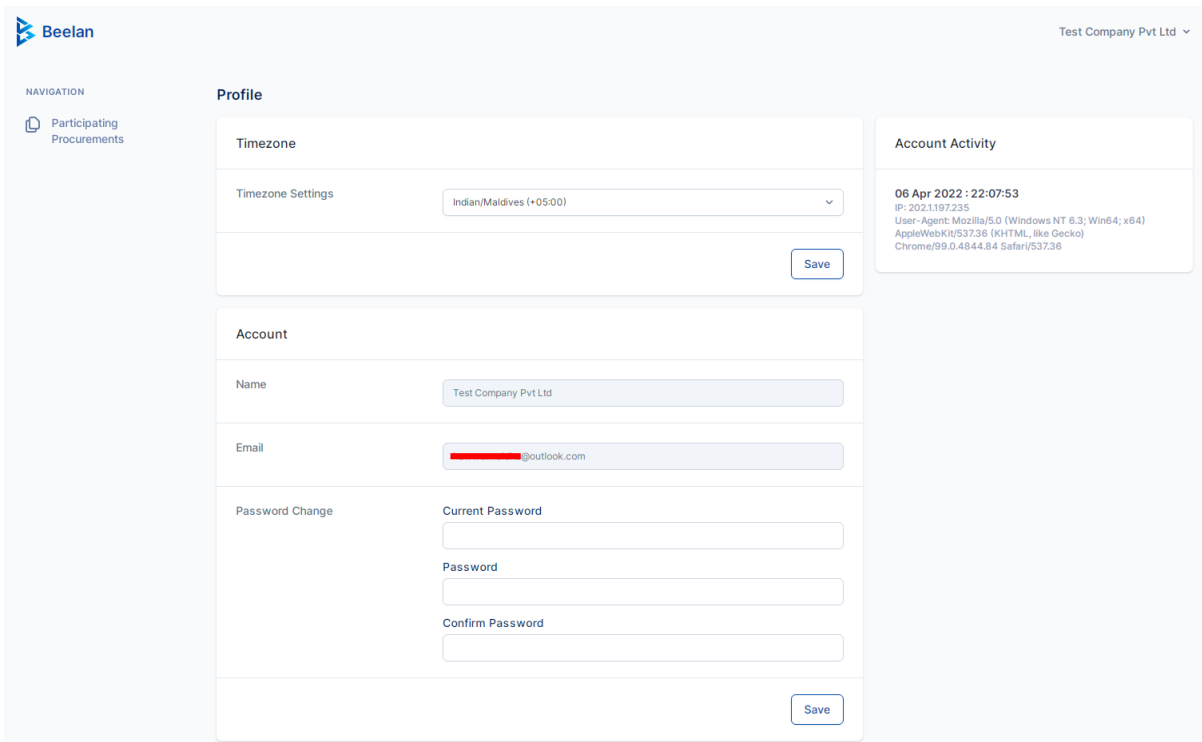 Beelan
Test Company Pvt Ltd
NAVIGATION
Participating
Procurements
Profile
Timezone
Timezone Settings
Indian/Maldives (+05:00)
Save
Account Activity
06 Apr 2022 : 22:07:53
IP: 202.1.197.235
User-Agent: Mozilla/5.0 (Windows NT 6.3; Win64; x64)
AppleWebKit/537.36 (KHTML, like Gecko)
Chrome/99.0.4844.84 Safari/537.36
Account
Name
Test Company Pvt Ltd
Email
@outlook.com
Password Change
Current Password
Password
Confirm Password
Save